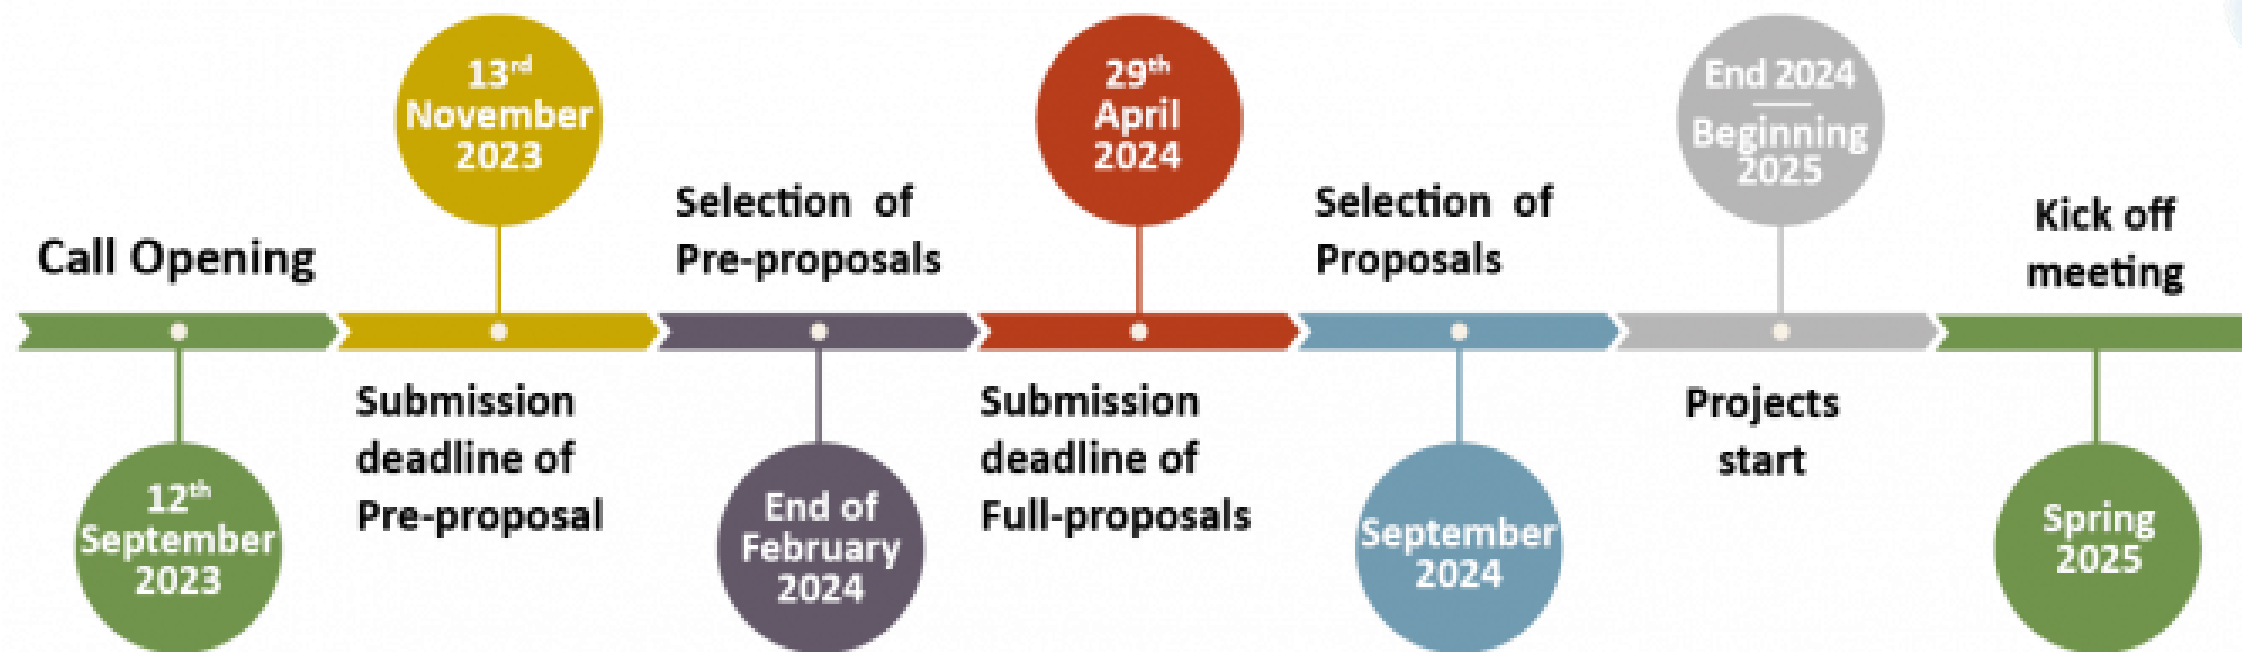 Call Opening
12th
September
2023
13rd
November
2023
Submission
deadline of
Pre-proposal
Selection of
Pre-proposals
End of
February
2024
29th
April
2024
Submission
deadline of
Full-proposals
Selection of
Proposals
September
2024
End 2024
Beginning
2025
Projects
start
Kick off
meeting
Spring
2025